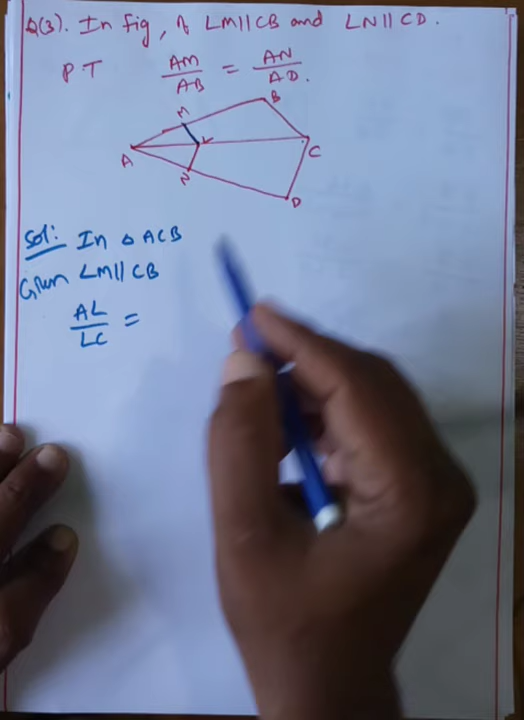 Q(3). In fig, if LM||CB and LN||CD.
PT AM/AB = AN/AD.
M
B
A
L
C
N
D
Sol: In △ ACB
Given LM||CB
AL/LC =